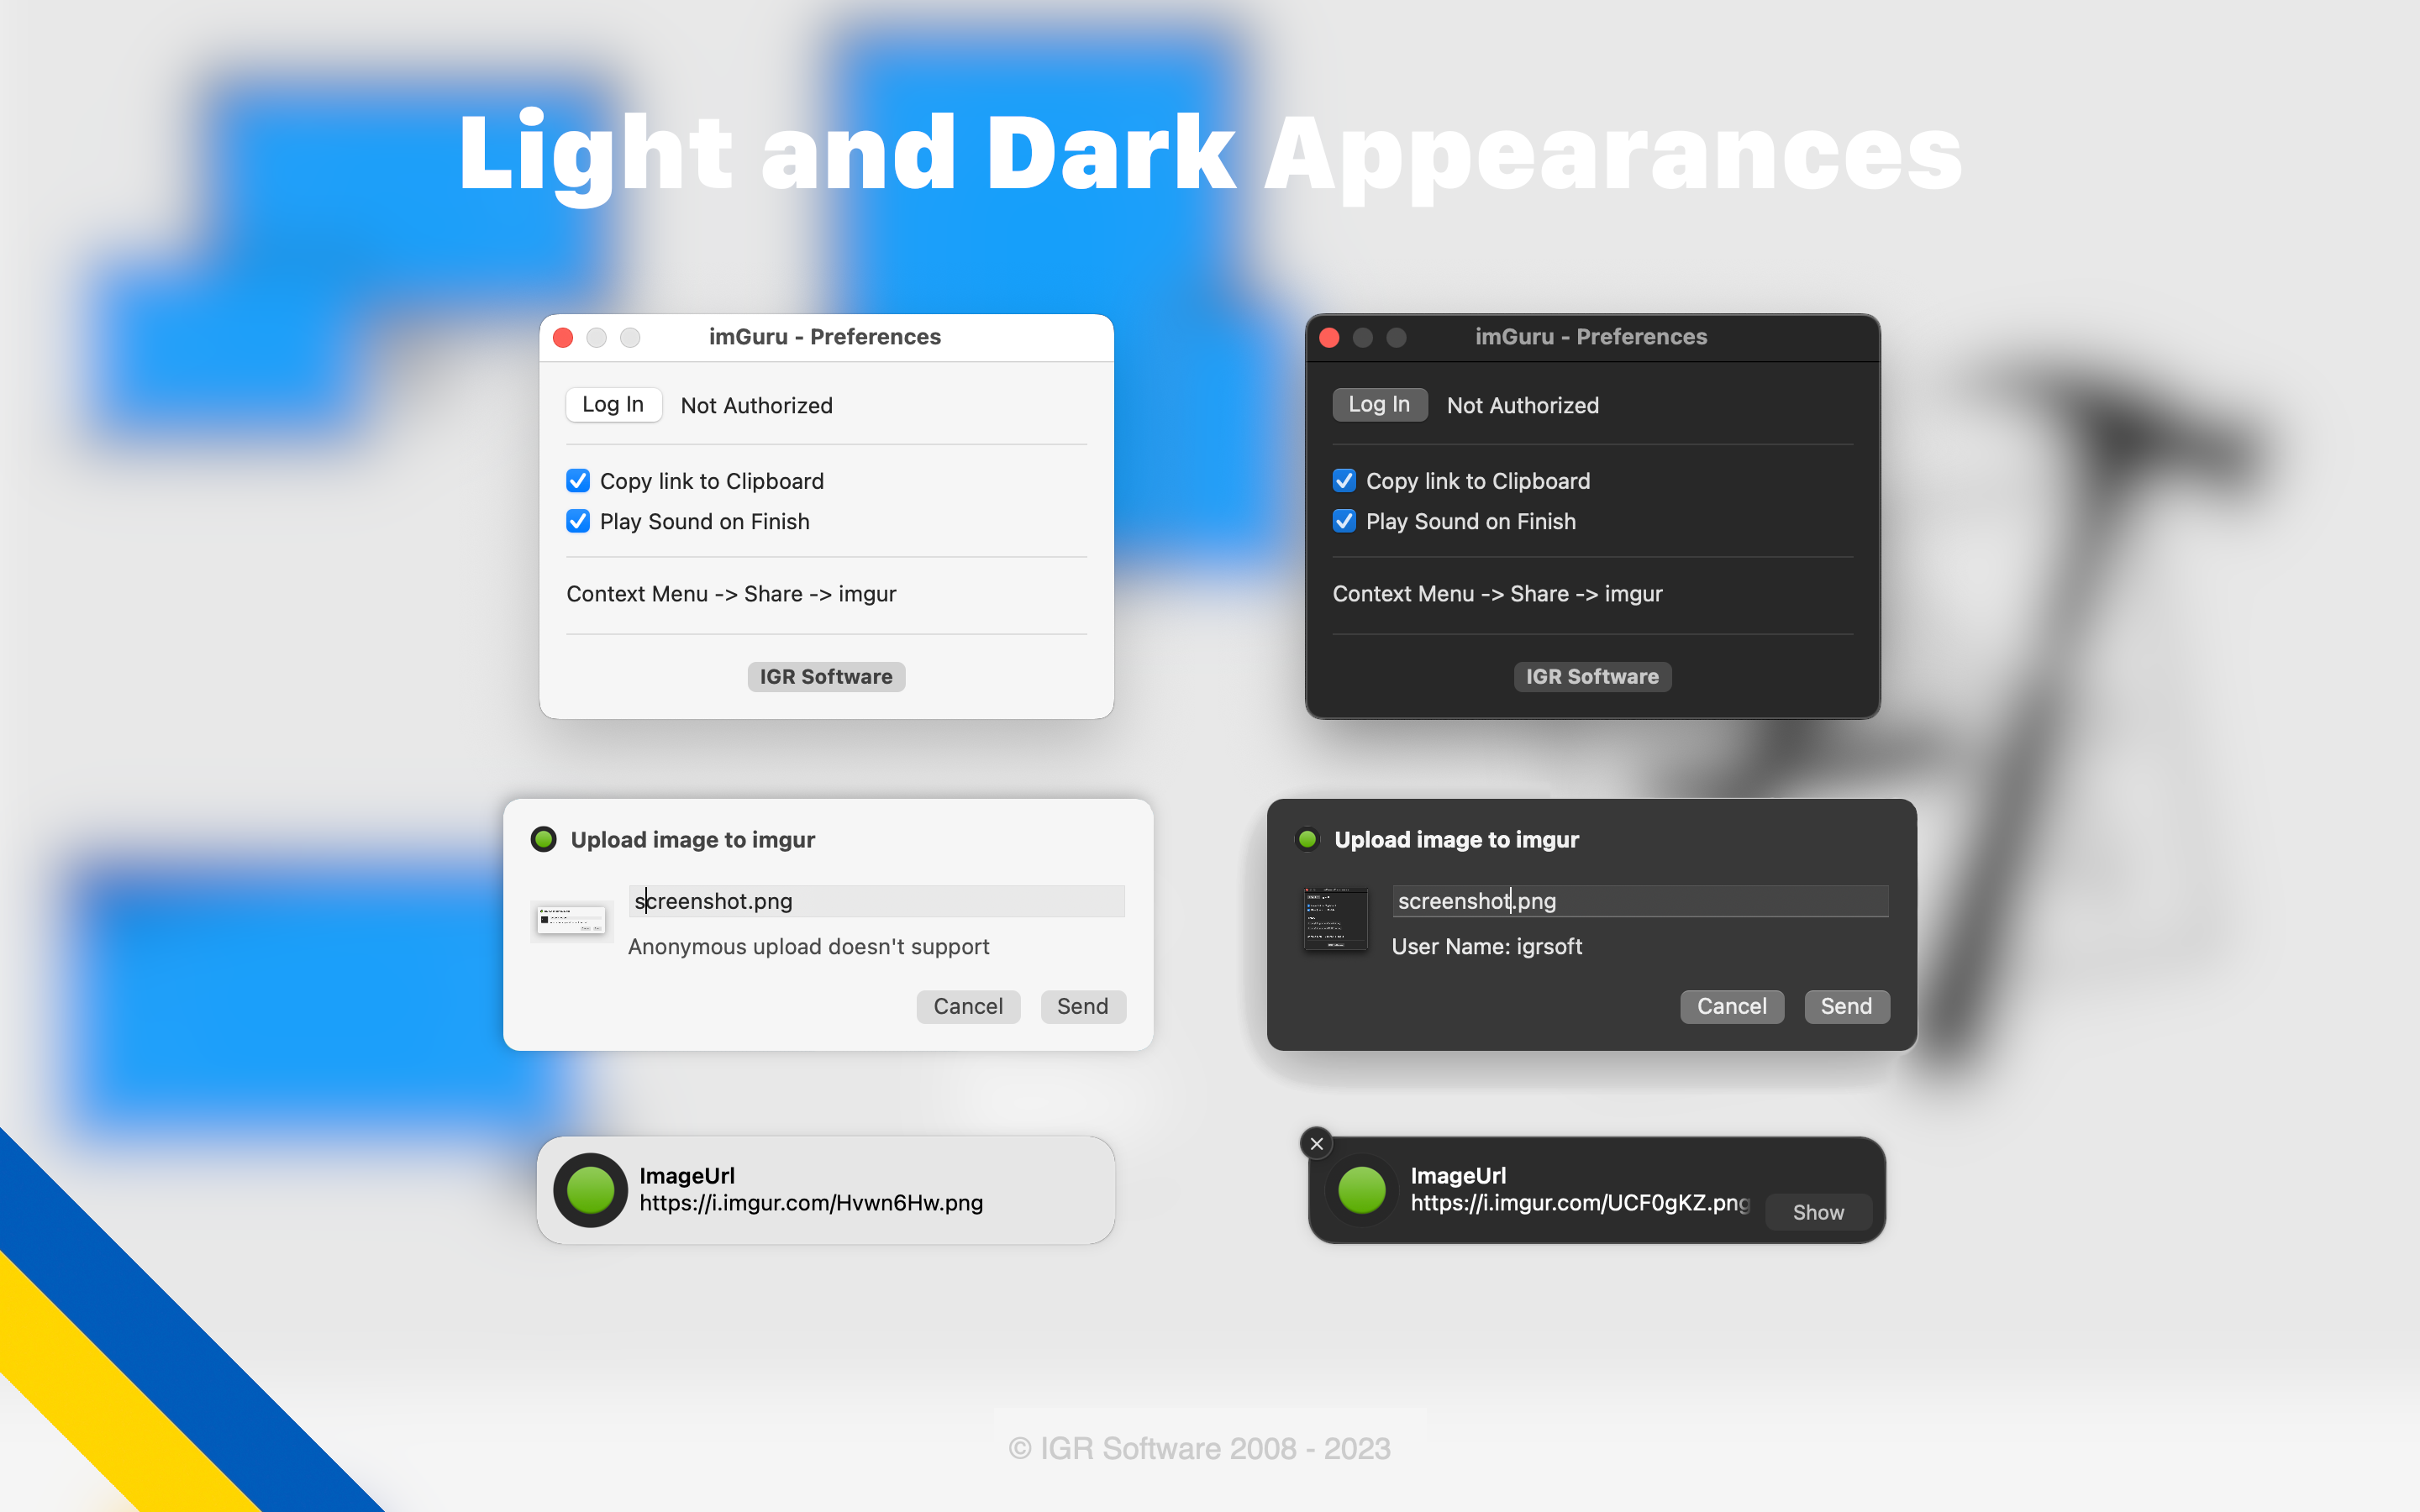 Light and Dark Appearances
imGuru - Preferences
Log In Not Authorized
Copy link to Clipboard
Play Sound on Finish
Context Menu -> Share -> imgur
IGR Software
imGuru - Preferences
Log In Not Authorized
Copy link to Clipboard
Play Sound on Finish
Context Menu -> Share -> imgur
IGR Software
Upload image to imgur
screenshot.png
Anonymous upload doesn't support
Cancel Send
Upload image to imgur
screenshot.png
User Name: igrsoft
Cancel Send
ImageUrl
https://i.imgur.com/Hvwn6Hw.png
ImageUrl
https://i.imgur.com/UCF0gKZ.png
Show
© IGR Software 2008 - 2023